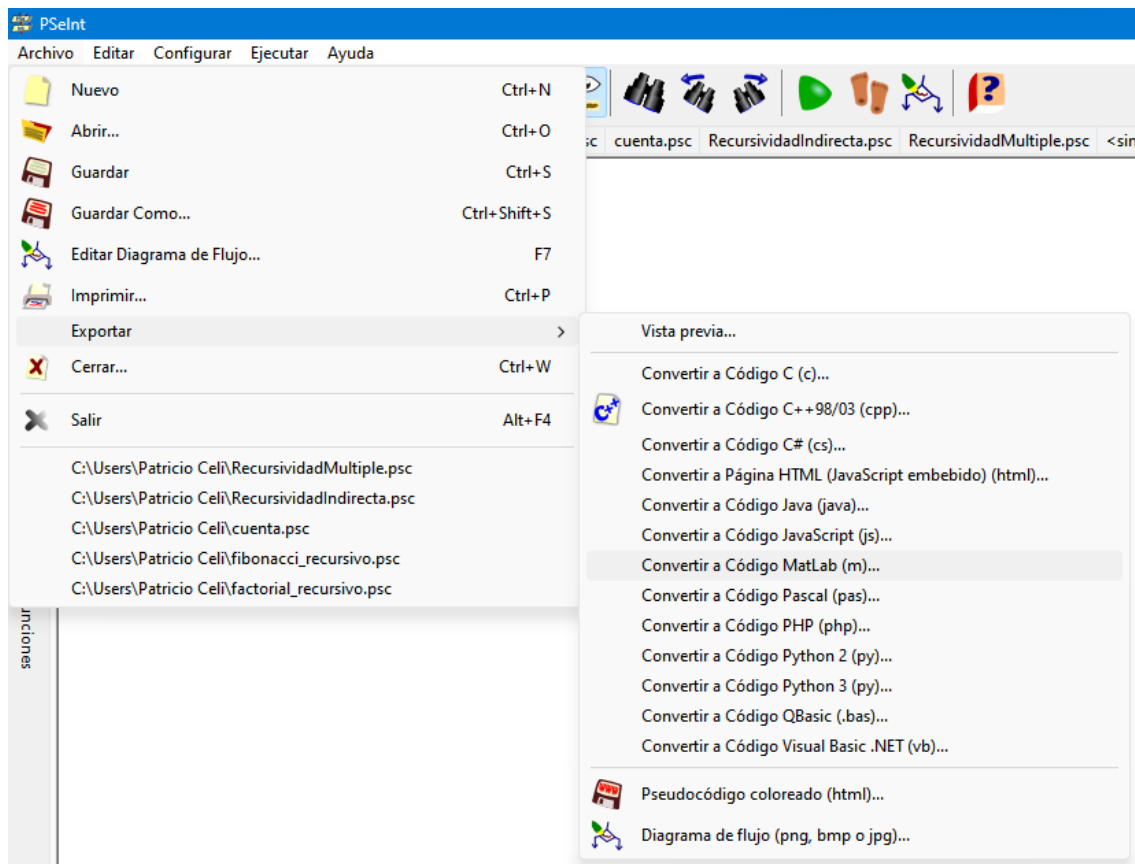 PSeInt
Archivo Editar Configurar Ejecutar Ayuda
Nuevo Ctrl+N
Abrir... Ctrl+O
Guardar Ctrl+S
Guardar Como... Ctrl+Shift+S
Editar Diagrama de Flujo... F7
Imprimir... Ctrl+P
Exportar >
Cerrar... Ctrl+W
Salir Alt+F4
C:\Users\Patricio Celi\RecursividadMultiple.psc
C:\Users\Patricio Celi\RecursividadIndirecta.psc
C:\Users\Patricio Celi\cuenta.psc
C:\Users\Patricio Celi\fibonacci_recursivo.psc
C:\Users\Patricio Celi\factorial_recursivo.psc
sc cuenta.psc RecursividadIndirecta.psc RecursividadMultiple.psc <sin
Vista previa...
Convertir a Código C (c)...
C++
Convertir a Código C++98/03 (cpp)...
Convertir a Código C# (cs)...
Convertir a Página HTML (JavaScript embebido) (html)...
Convertir a Código Java (java)...
Convertir a Código JavaScript (js)...
Convertir a Código MatLab (m)...
Convertir a Código Pascal (pas)...
Convertir a Código PHP (php)...
Convertir a Código Python 2 (py)...
Convertir a Código Python 3 (py)...
Convertir a Código QBasic (.bas)...
Convertir a Código Visual Basic .NET (vb)...
Pseudocódigo coloreado (html)...
Diagrama de flujo (png, bmp o jpg)...
unciones